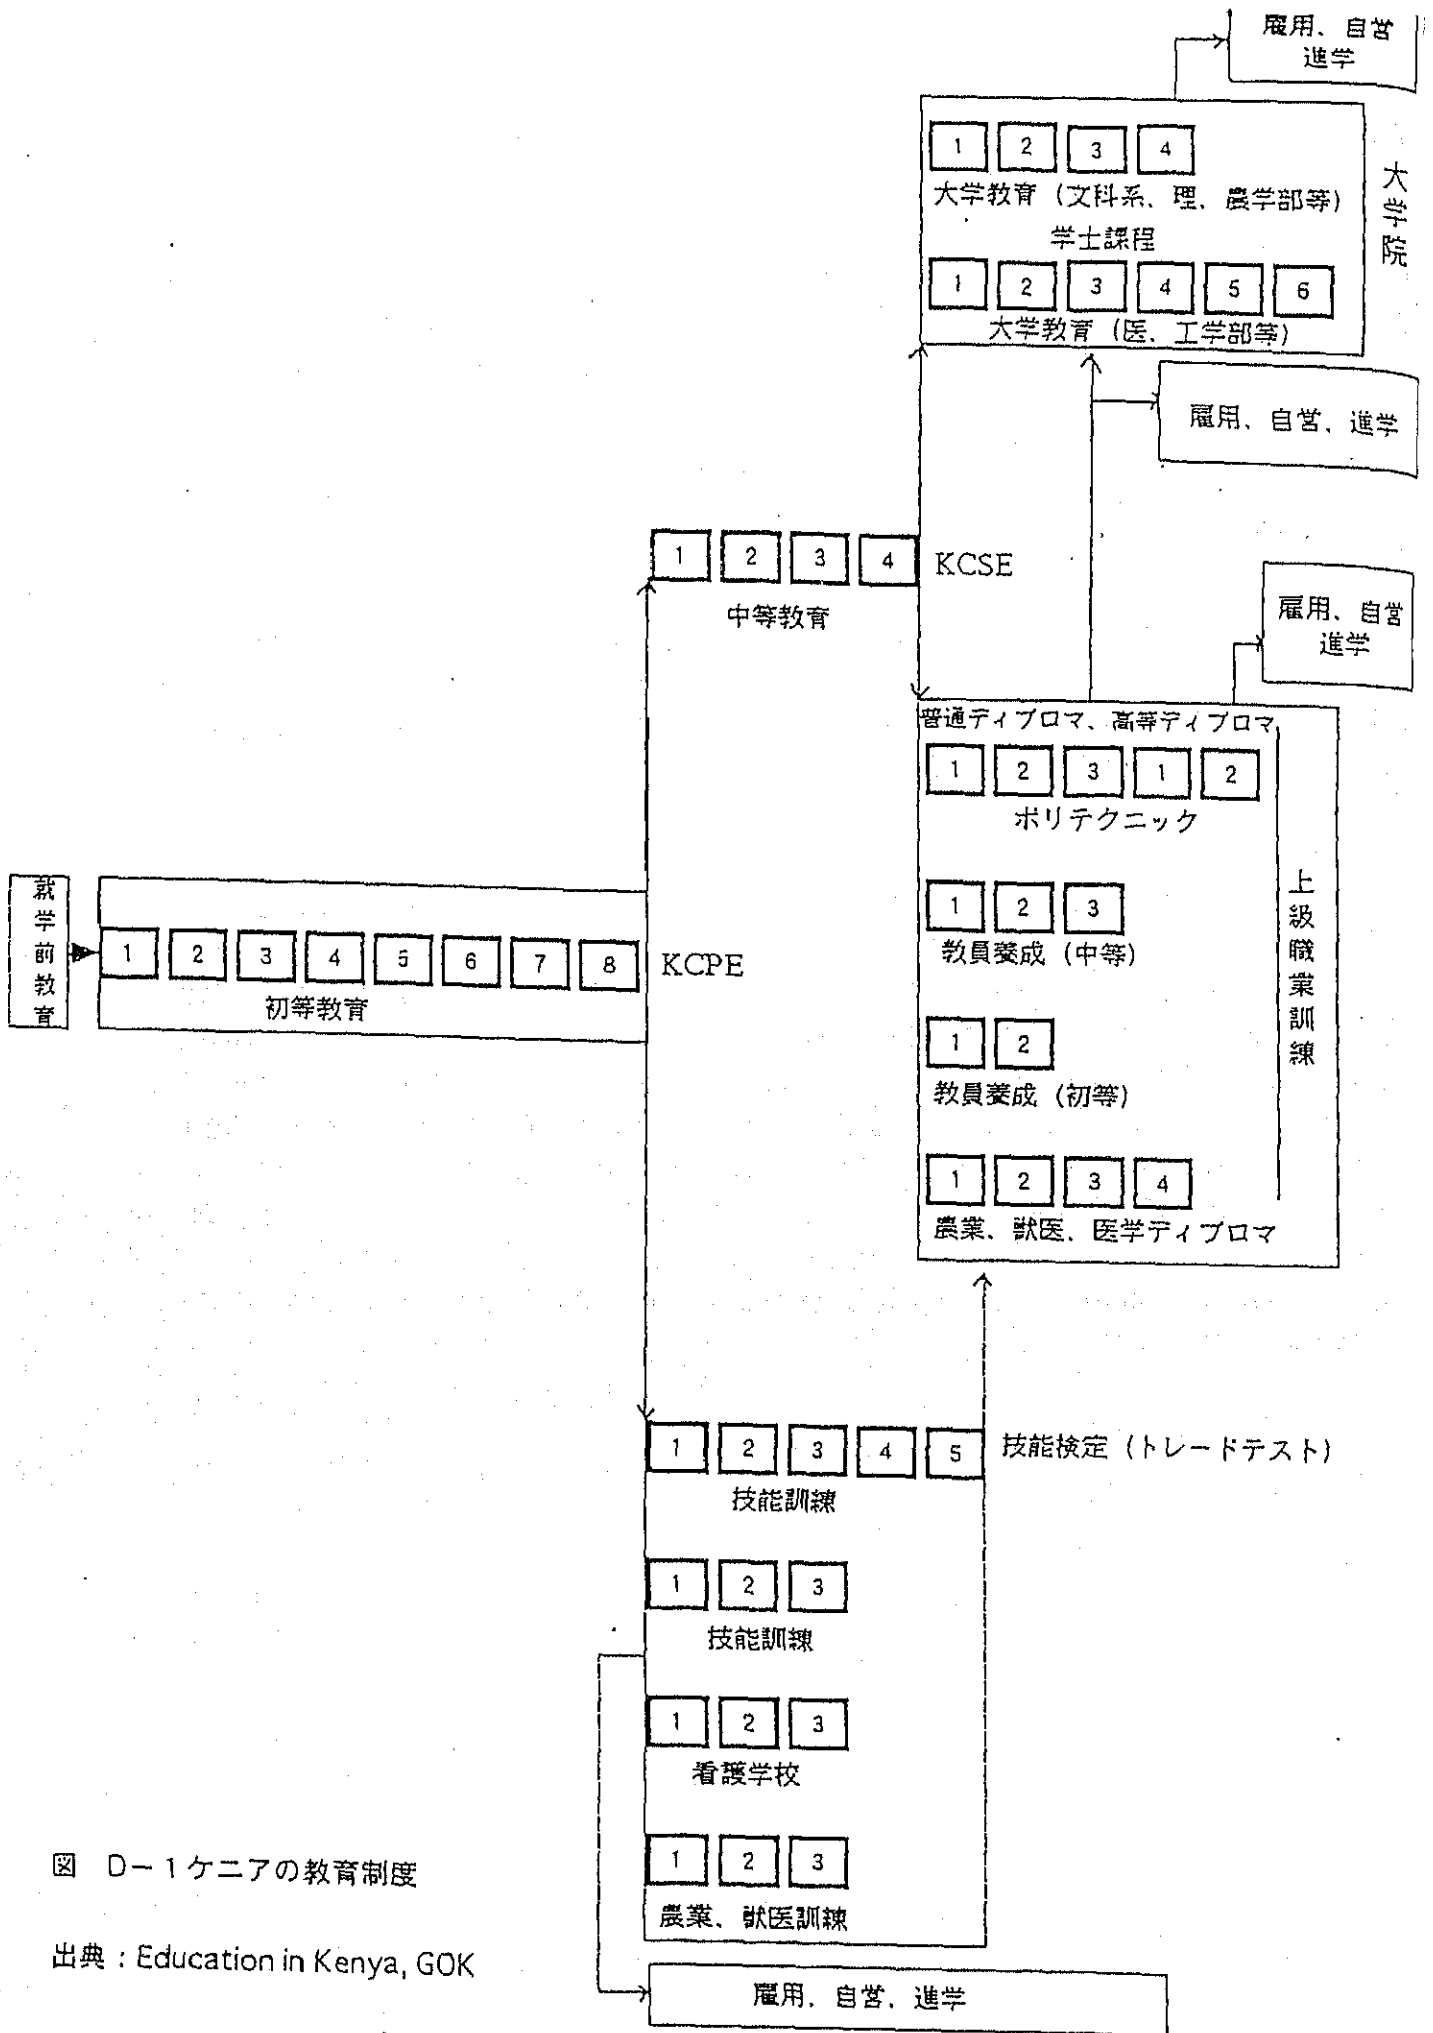 雇用、自営
進学
1 2 3 4
大学教育（文科系、理、農学部等）
学士課程
1 2 3 4 5 6
大学教育（医、工学部等）
大学院
雇用、自営、進学
1 2 3 4 KCSE
中等教育
雇用、自営
進学
普通ディプロマ、高等ディプロマ
1 2 3 1 2
ポリテクニック
1 2 3
教員養成（中等）
1 2
教員養成（初等）
1 2 3 4
農業、獣医、医学ディプロマ
上級職業訓練
就学前教育
1 2 3 4 5 6 7 8 KCPE
初等教育
1 2 3 4 5 技能検定（トレードテスト）
技能訓練
1 2 3
技能訓練
1 2 3
看護学校
1 2 3
農業、獣医訓練
雇用、自営、進学
図 D－１ケニアの教育制度
出典：Education in Kenya, GOK